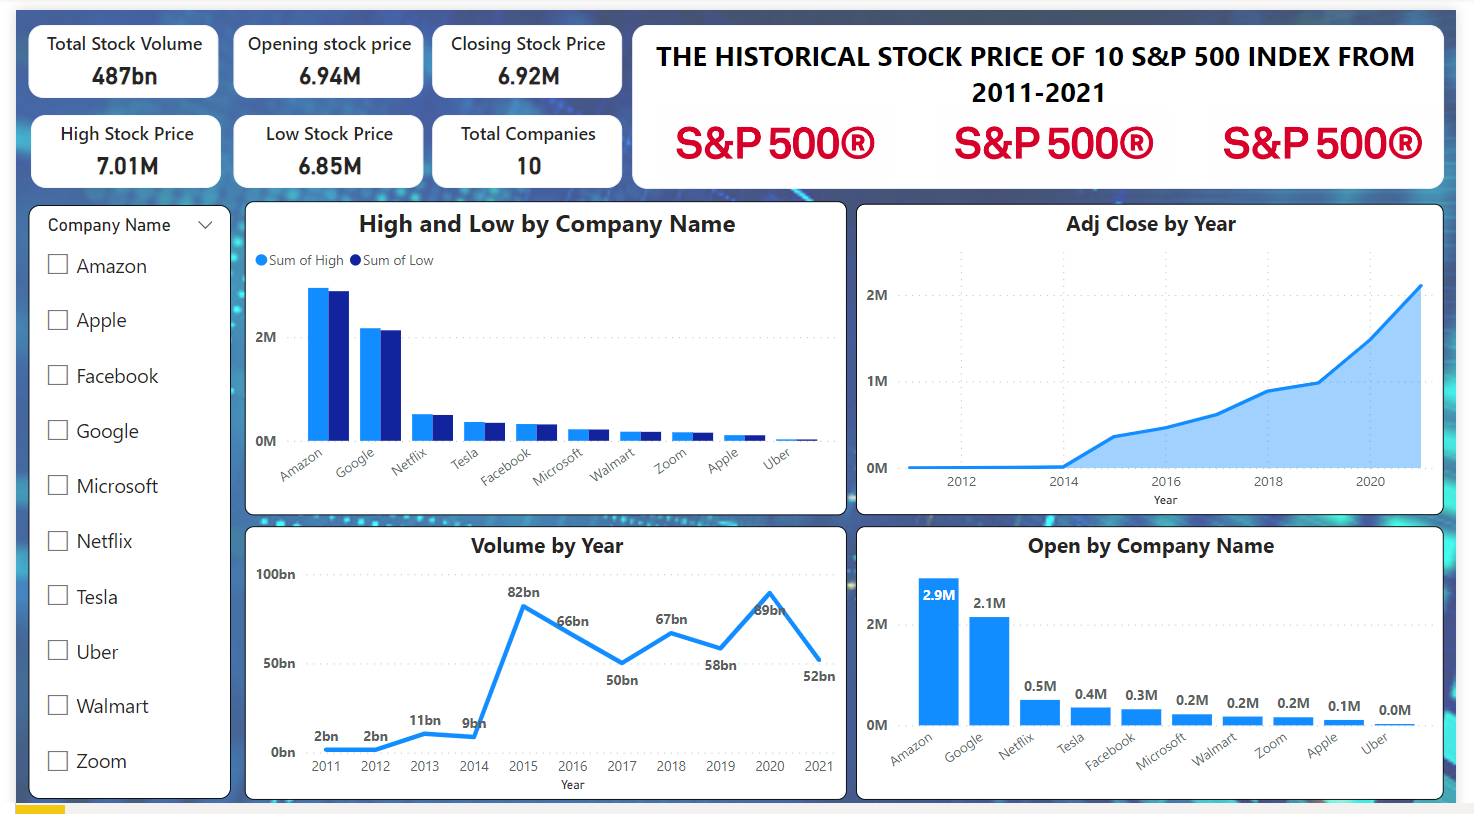 Total Stock Volume
487bn
Opening stock price
6.94M
Closing Stock Price
6.92M
High Stock Price
7.01M
Low Stock Price
6.85M
Total Companies
10
THE HISTORICAL STOCK PRICE OF 10 S&P 500 INDEX FROM
2011-2021
S&P 500® S&P 500® S&P 500®
Company Name
Amazon
Apple
Facebook
Google
Microsoft
Netflix
Tesla
Uber
Walmart
Zoom
High and Low by Company Name
Sum of High Sum of Low
2M
0M
Amazon Google Netflix Tesla Facebook Microsoft Walmart Zoom Apple Uber
Adj Close by Year
2M
1M
0M
2012 2014 2016 2018 2020
Year
Volume by Year
100bn
50bn
0bn
2bn 2bn 11bn 9bn 82bn 66bn 50bn 67bn 58bn 89bn 52bn
2011 2012 2013 2014 2015 2016 2017 2018 2019 2020 2021
Year
Open by Company Name
2M
0M
2.9M 2.1M 0.5M 0.4M 0.3M 0.2M 0.2M 0.2M 0.1M 0.0M
Amazon Google Netflix Tesla Facebook Microsoft Walmart Zoom Apple Uber